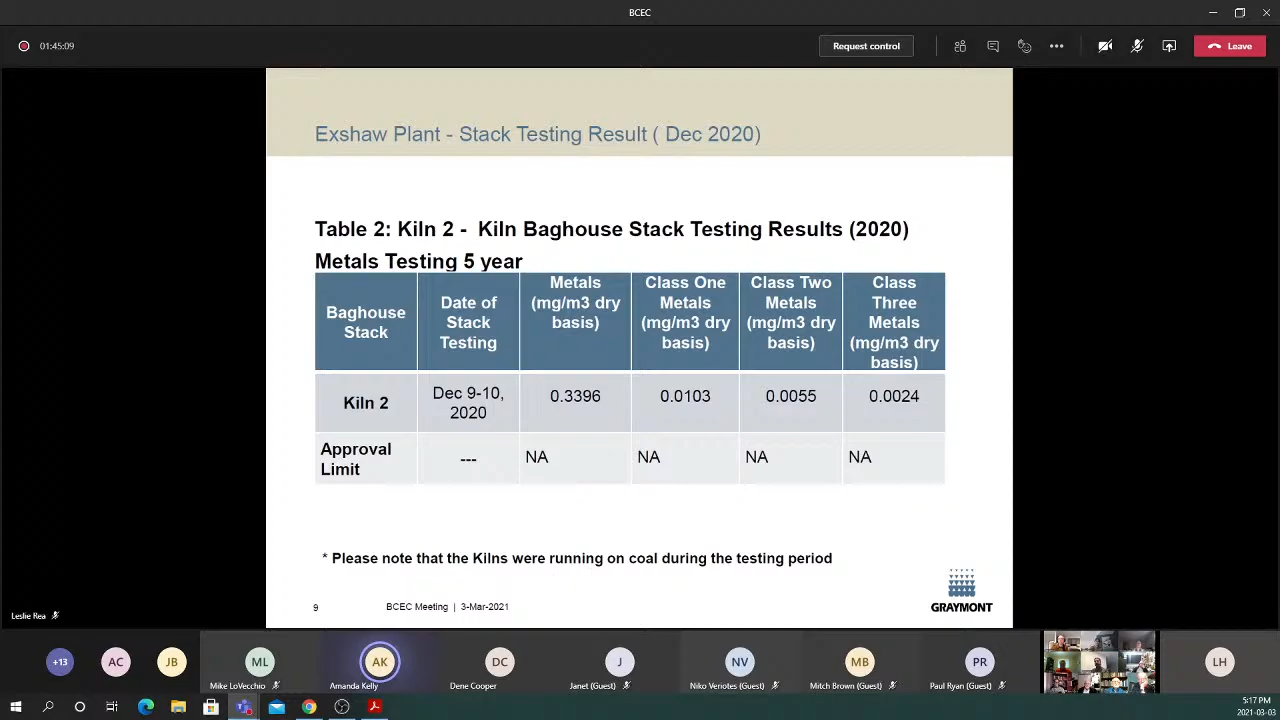 BCEC
01:45:09
Request control
Leave
Exshaw Plant - Stack Testing Result ( Dec 2020)
Table 2: Kiln 2 - Kiln Baghouse Stack Testing Results (2020)
Metals Testing 5 year
Baghouse
Stack
Date of
Stack
Testing
Metals
(mg/m3 dry
basis)
Class One
Metals
(mg/m3 dry
basis)
Class Two
Metals
(mg/m3 dry
basis)
Class
Three
Metals
(mg/m3 dry
basis)
Kiln 2
Dec 9-10,
2020
0.3396
0.0103
0.0055
0.0024
Approval
Limit
---
NA
NA
NA
NA
* Please note that the Kilns were running on coal during the testing period
9
BCEC Meeting | 3-Mar-2021
GRAYMONT
Leslie Rea
+13
AC
JB
ML
AK
DC
J
NV
MB
PR
LH
Mike LoVecchio
Amanda Kelly
Dene Cooper
Janet (Guest)
Niko Veriotes (Guest)
Mitch Brown (Guest)
Paul Ryan (Guest)
5:17 PM
2021-03-03